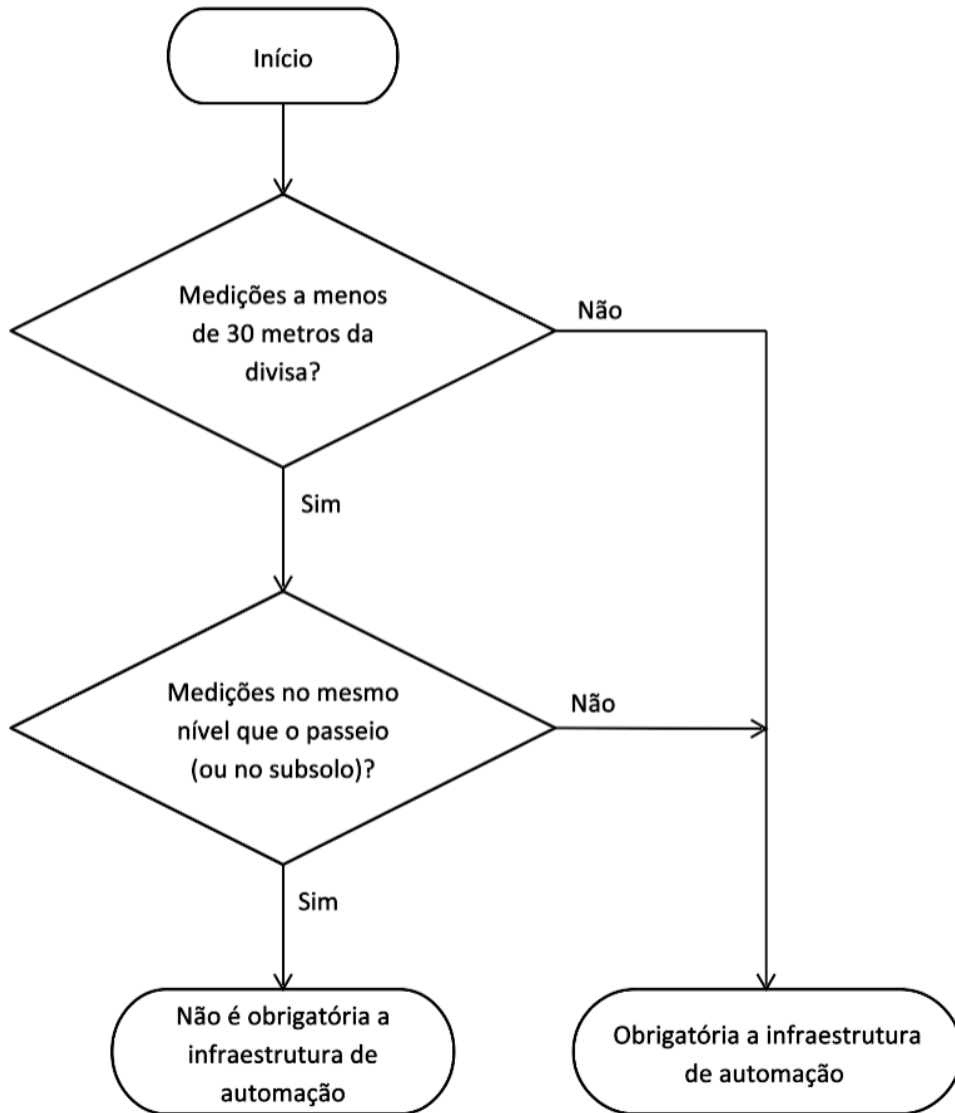 Início
Medições a menos
de 30 metros da
divisa?
Não
Sim
Medições no mesmo
nível que o passeio
(ou no subsolo)?
Não
Sim
Não é obrigatória a
infraestrutura de
automação
Obrigatória a infraestrutura
de automação